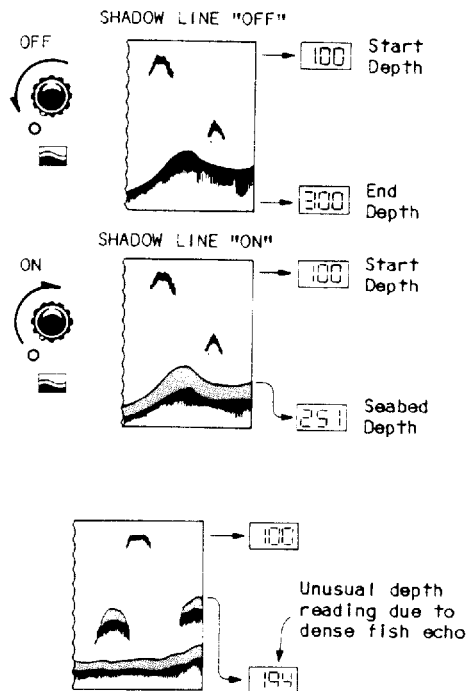 SHADOW LINE "OFF"
OFF
100
Start
Depth
300
End
Depth
SHADOW LINE "ON"
ON
100
Start
Depth
251
Seabed
Depth
100
Unusual depth
reading due to
dense fish echo
194